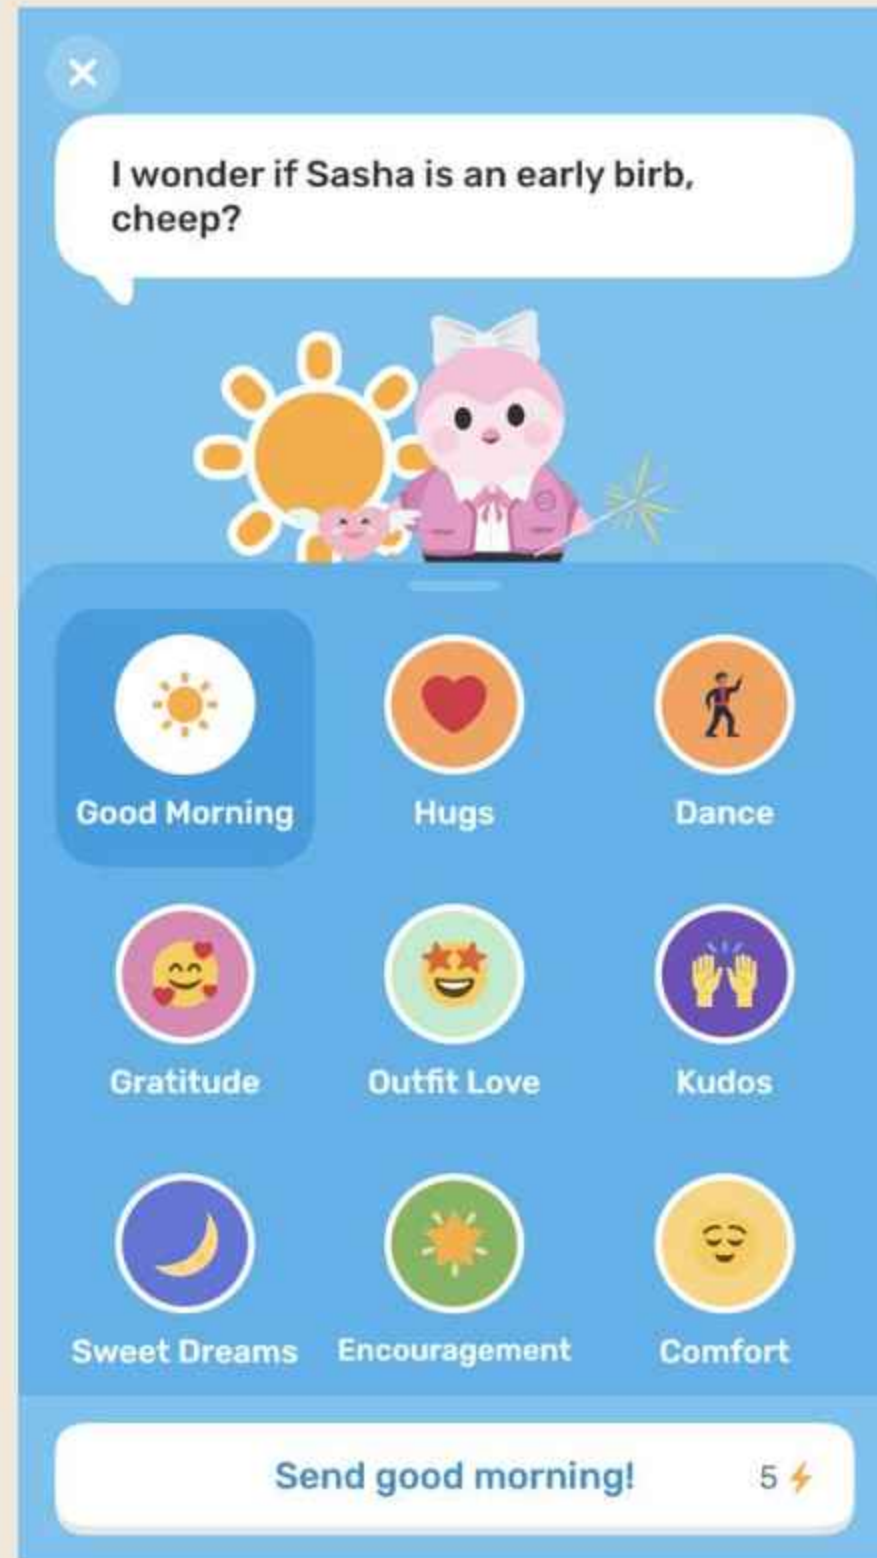 I wonder if Sasha is an early birb,
cheep?
Good Morning
Hugs
Dance
Gratitude
Outfit Love
Kudos
Sweet Dreams
Encouragement
Comfort
Send good morning!
5